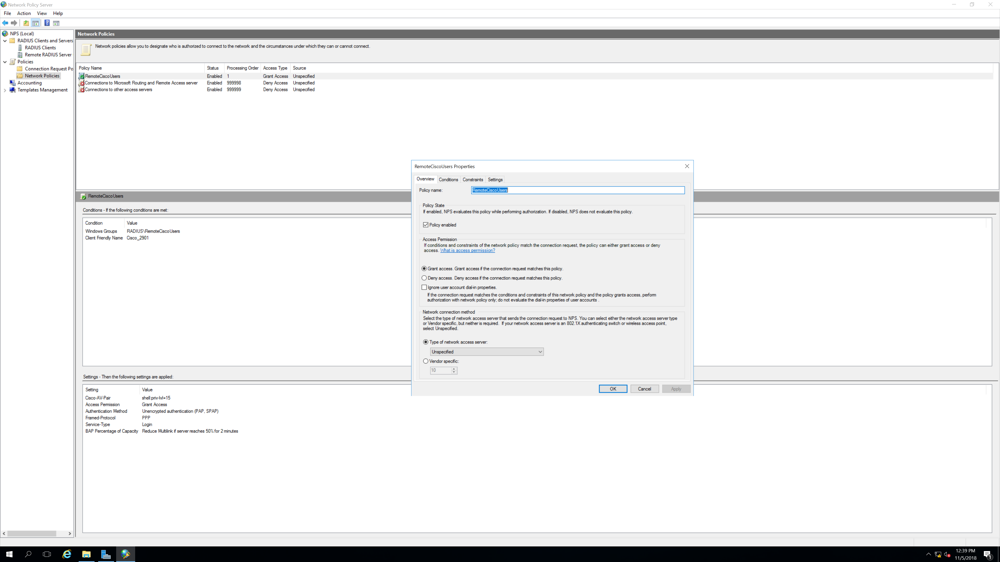 Network Policy Server
File Action View Help
NPS (Local)
RADIUS Clients and Servers
RADIUS Clients
Remote RADIUS Server
Policies
Connection Request Po
Network Policies
Accounting
Templates Management
Network Policies
Network policies allow you to designate who is authorized to connect to the network and the circumstances under which they can or cannot connect.
Policy Name Status Processing Order Access Type Source
RemoteCiscoUsers Enabled 1 Grant Access Unspecified
Connections to Microsoft Routing and Remote Access server Enabled 999998 Deny Access Unspecified
Connections to other access servers Enabled 999999 Deny Access Unspecified
RemoteCiscoUsers
Conditions - If the following conditions are met:
Condition Value
Windows Groups RADIUS\RemoteCiscoUsers
Client Friendly Name Cisco_2901
Settings - Then the following settings are applied:
Setting Value
Cisco-AV-Pair shell:priv-lvl=15
Access Permission Grant Access
Authentication Method Unencrypted authentication (PAP, SPAP)
Framed-Protocol PPP
Service-Type Login
BAP Percentage of Capacity Reduce Multilink if server reaches 50% for 2 minutes
RemoteCiscoUsers Properties
Overview Conditions Constraints Settings
Policy name: RemoteCiscoUsers
Policy State
If enabled, NPS evaluates this policy while performing authorization. If disabled, NPS does not evaluate this policy.
Policy enabled
Access Permission
If conditions and constraints of the network policy match the connection request, the policy can either grant access or deny
access. What is access permission?
Grant access. Grant access if the connection request matches this policy.
Deny access. Deny access if the connection request matches this policy.
Ignore user account dial-in properties.
If the connection request matches the conditions and constraints of this network policy and the policy grants access, perform
authorization with network policy only; do not evaluate the dial-in properties of user accounts .
Network connection method
Select the type of network access server that sends the connection request to NPS. You can select either the network access server type
or Vendor specific, but neither is required. If your network access server is an 802.1X authenticating switch or wireless access point,
select Unspecified.
Type of network access server:
Unspecified
Vendor specific:
10
OK Cancel Apply
12:39 PM
11/5/2018
1